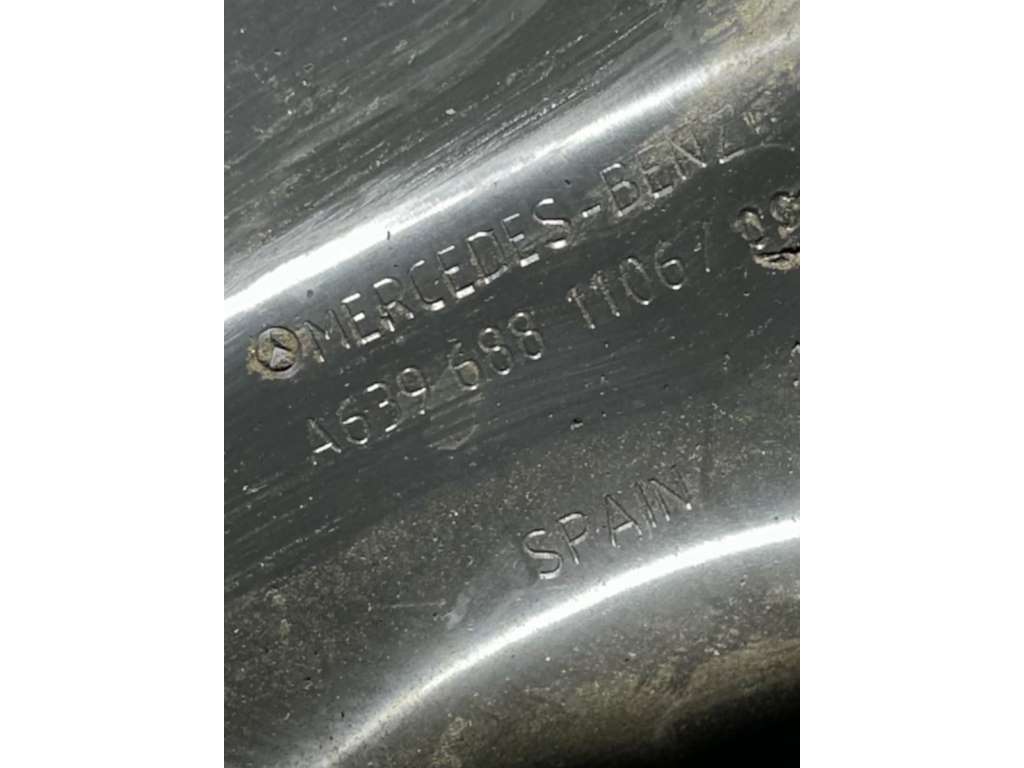 MERCEDES-BENZ
A639 688 1106/
SPAIN